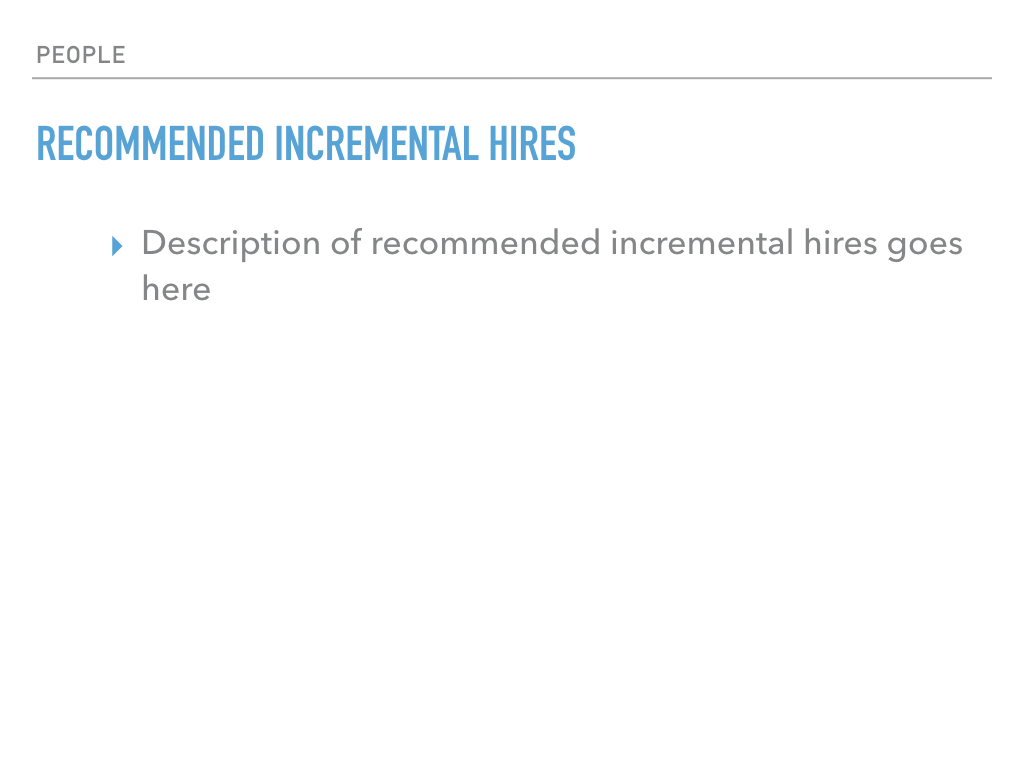 PEOPLE
RECOMMENDED INCREMENTAL HIRES
Description of recommended incremental hires goes
here